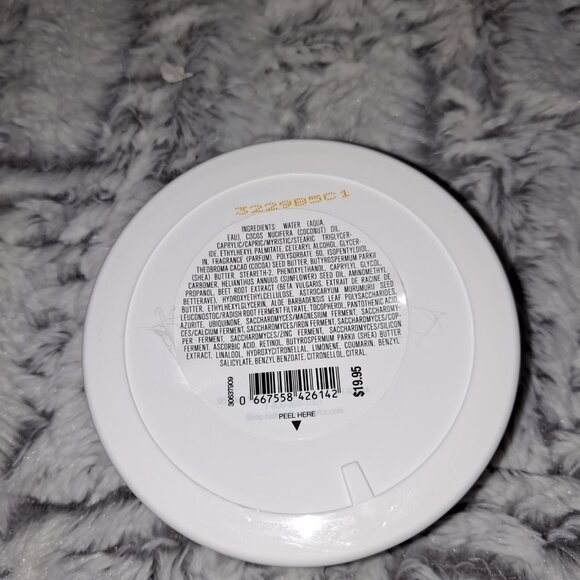 3229B5C1
INGREDIENTS: WATER (AQUA,
EAU), COCOS NUCIFERA (COCONUT) OIL,
CAPRYLIC/CAPRIC/MYRISTIC/STEARIC TRIGLYCER-
IDE, ETHYLHEXYL PALMITATE, CETEARYL ALCOHOL, GLYCER-
IN, FRAGRANCE (PARFUM), POLYSORBATE 60, ISOPENTYLDIOL,
THEOBROMA CACAO (COCOA) SEED BUTTER, BUTYROSPERMUM PARKII
(SHEA) BUTTER, STEARETH-2, PHENOXYETHANOL, CAPRYLYL GLYCOL,
CARBOMER, HELIANTHUS ANNUUS (SUNFLOWER) SEED OIL, AMINOMETHYL
PROPANOL, BEET ROOT EXTRACT (BETA VULGARIS, EXTRAIT DE RACINE DE
BETTERAVE), HYDROXYETHYLCELLULOSE, ASTROCARYUM MURUMURU SEED
BUTTER, ETHYLHEXYLGLYCERIN, ALOE BARBADENSIS LEAF POLYSACCHARIDES,
LEUCONOSTOC/RADISH ROOT FERMENT FILTRATE, TOCOPHEROL, PANTOTHENIC ACID,
AZURITE, UBIQUINONE, SACCHAROMYCES/MAGNESIUM FERMENT, SACCHAROMY-
CES/CALCIUM FERMENT, SACCHAROMYCES/IRON FERMENT, SACCHAROMYCES/COP-
PER FERMENT, SACCHAROMYCES/ZINC FERMENT, SACCHAROMYCES/SILICON
FERMENT, ASCORBIC ACID, RETINOL, BUTYROSPERMUM PARKII (SHEA) BUTTER
EXTRACT, LINALOOL, HYDROXYCITRONELLAL, LIMONENE, COUMARIN, BENZYL
SALICYLATE, BENZYL BENZOATE, CITRONELLOL, CITRAL.
30637909
0 667558 426142
$19.95
PEEL HERE